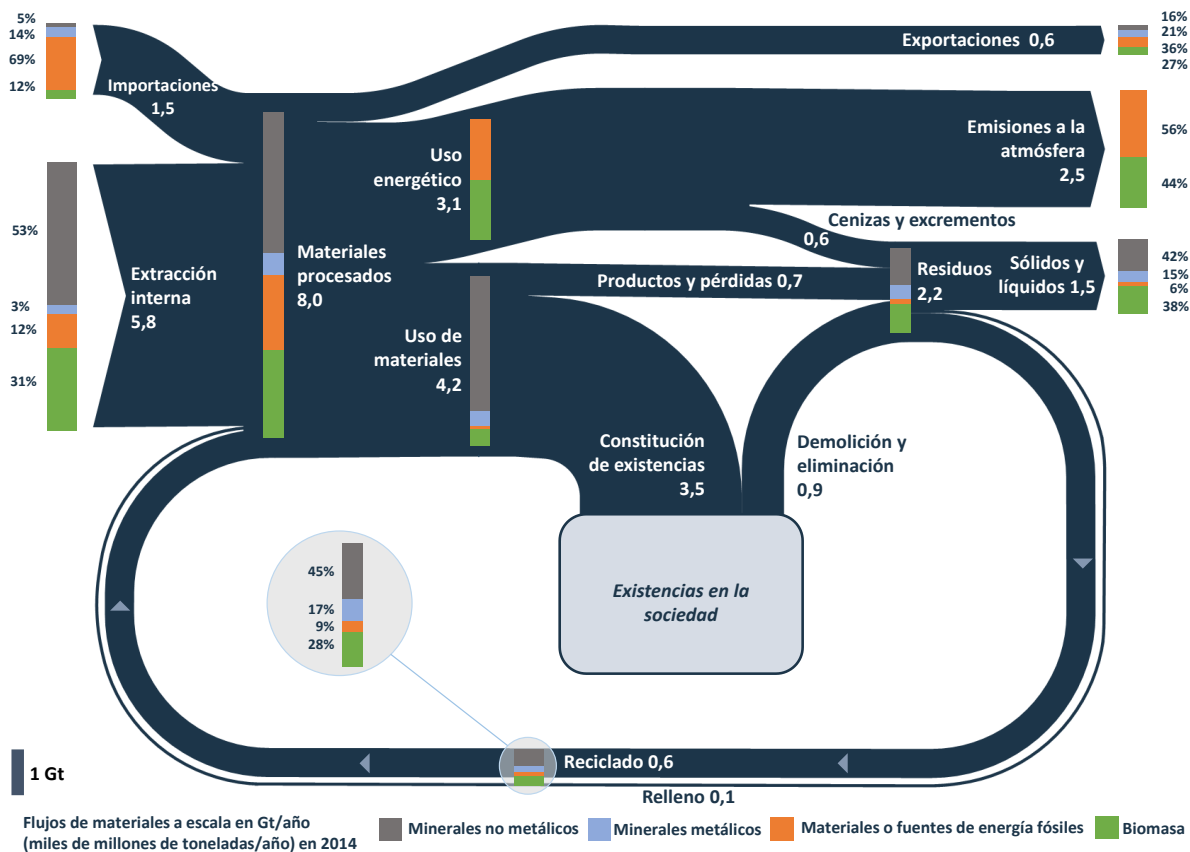 5%
14%
69%
12%
Importaciones
1,5
53%
3%
12%
31%
Extracción
interna
5,8
Materiales
procesados
8,0
Uso
energético
3,1
Uso de
materiales
4,2
Exportaciones 0,6
16%
21%
36%
27%
Emisiones a la
atmósfera
2,5
56%
44%
Cenizas y excrementos
0,6
Productos y pérdidas 0,7
Residuos
2,2
Sólidos y
líquidos 1,5
42%
15%
6%
38%
Constitución
de existencias
3,5
Demolición y
eliminación
0,9
Existencias en la
sociedad
45%
17%
9%
28%
Reciclado 0,6
Relleno 0,1
1 Gt
Flujos de materiales a escala en Gt/año
(miles de millones de toneladas/año) en 2014
Minerales no metálicos
Minerales metálicos
Materiales o fuentes de energía fósiles
Biomasa